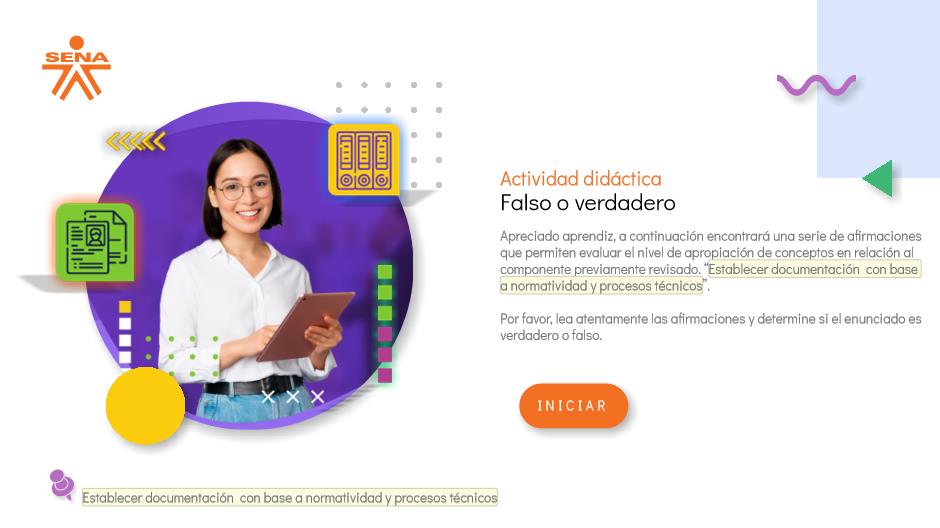 SENA
Actividad didáctica
Falso o verdadero
Apreciado aprendiz, a continuación encontrará una serie de afirmaciones
que permiten evaluar el nivel de apropiación de conceptos en relación al
componente previamente revisado. “Establecer documentación con base
a normatividad y procesos técnicos”.
Por favor, lea atentamente las afirmaciones y determine si el enunciado es
verdadero o falso.
INICIAR
Establecer documentación con base a normatividad y procesos técnicos